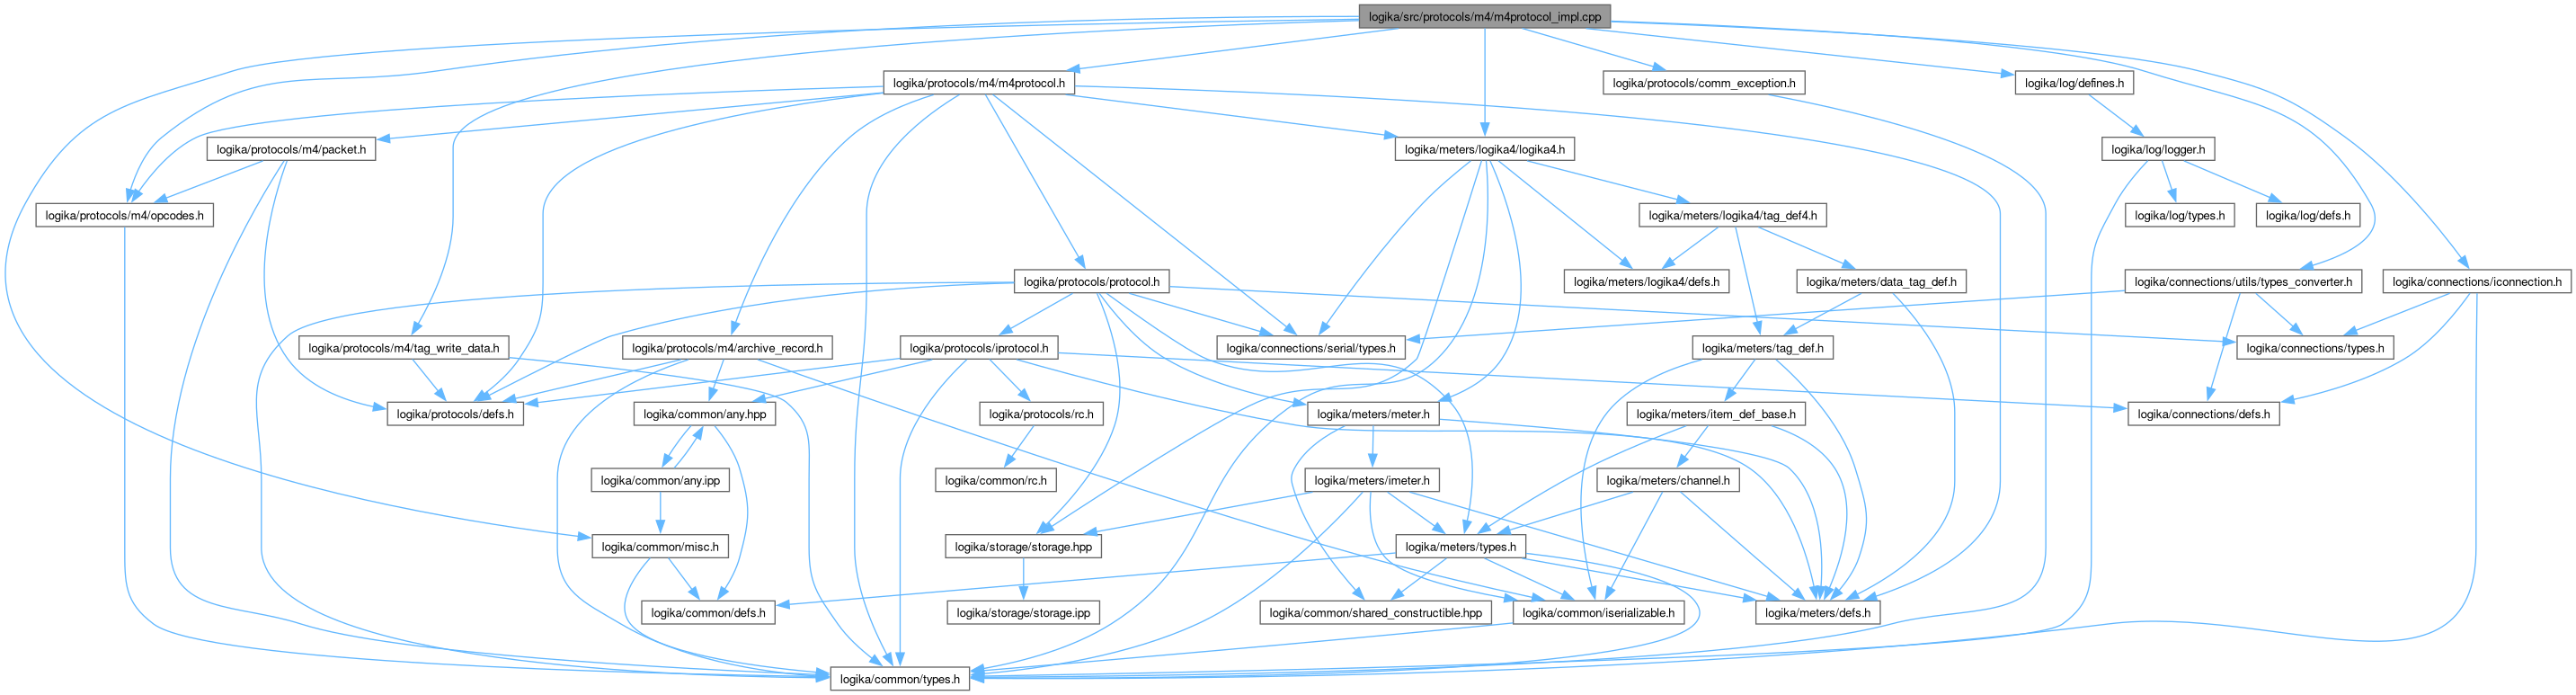 logika/src/protocols/m4/m4protocol_impl.cpp
logika/protocols/m4/m4protocol.h
logika/protocols/comm_exception.h
logika/log/defines.h
logika/protocols/m4/packet.h
logika/meters/logika4/logika4.h
logika/log/logger.h
logika/protocols/m4/opcodes.h
logika/meters/logika4/tag_def4.h
logika/log/types.h
logika/log/defs.h
logika/protocols/protocol.h
logika/meters/logika4/defs.h
logika/meters/data_tag_def.h
logika/connections/utils/types_converter.h
logika/connections/iconnection.h
logika/protocols/m4/tag_write_data.h
logika/protocols/m4/archive_record.h
logika/protocols/iprotocol.h
logika/connections/serial/types.h
logika/meters/tag_def.h
logika/connections/types.h
logika/protocols/defs.h
logika/common/any.hpp
logika/protocols/rc.h
logika/meters/meter.h
logika/meters/item_def_base.h
logika/connections/defs.h
logika/common/any.ipp
logika/common/rc.h
logika/meters/imeter.h
logika/meters/channel.h
logika/common/misc.h
logika/storage/storage.hpp
logika/meters/types.h
logika/common/defs.h
logika/storage/storage.ipp
logika/common/shared_constructible.hpp
logika/common/iserializable.h
logika/meters/defs.h
logika/common/types.h